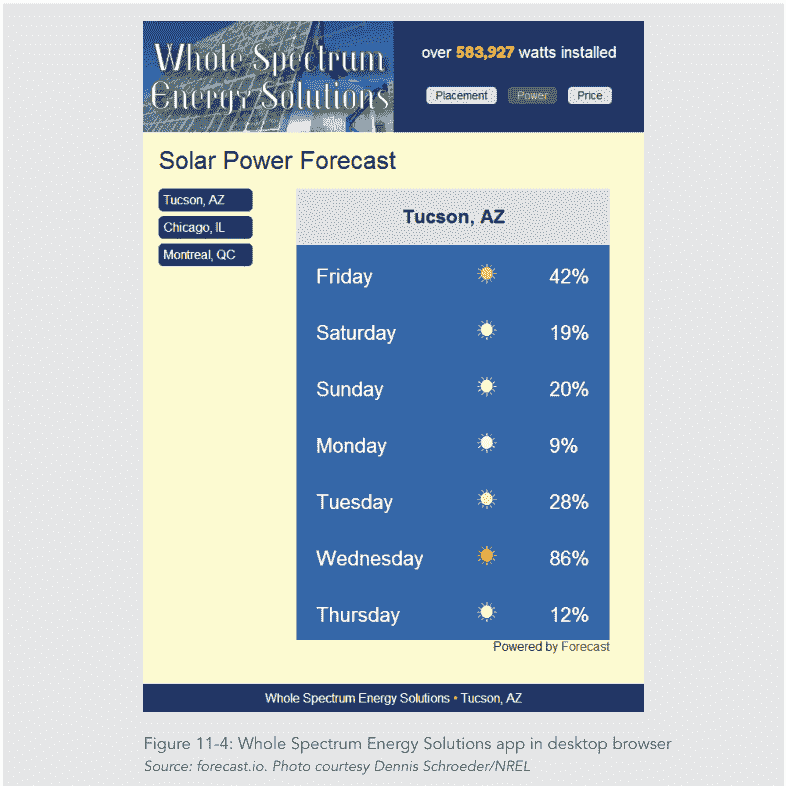 Whole Spectrum
Energy Solutions
over 583,927 watts installed
Placement Power Price
Solar Power Forecast
Tucson, AZ
Chicago, IL
Montreal, QC
Tucson, AZ
Friday 42%
Saturday 19%
Sunday 20%
Monday 9%
Tuesday 28%
Wednesday 86%
Thursday 12%
Powered by Forecast
Whole Spectrum Energy Solutions • Tucson, AZ
Figure 11-4: Whole Spectrum Energy Solutions app in desktop browser
Source: forecast.io. Photo courtesy Dennis Schroeder/NREL